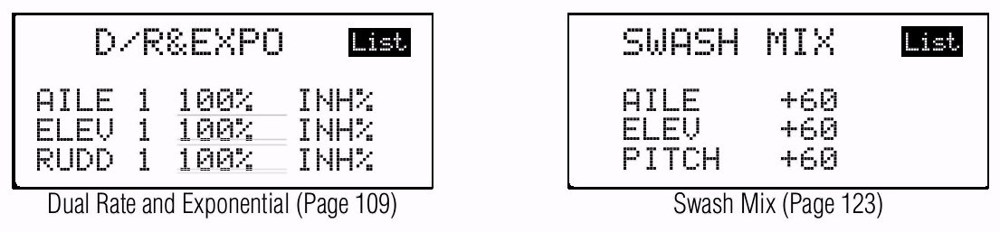 D/R&EXPO List
AILE 1 100% INH%
ELEV 1 100% INH%
RUDD 1 100% INH%
Dual Rate and Exponential (Page 109)
SWASH MIX List
AILE +60
ELEV +60
PITCH +60
Swash Mix (Page 123)